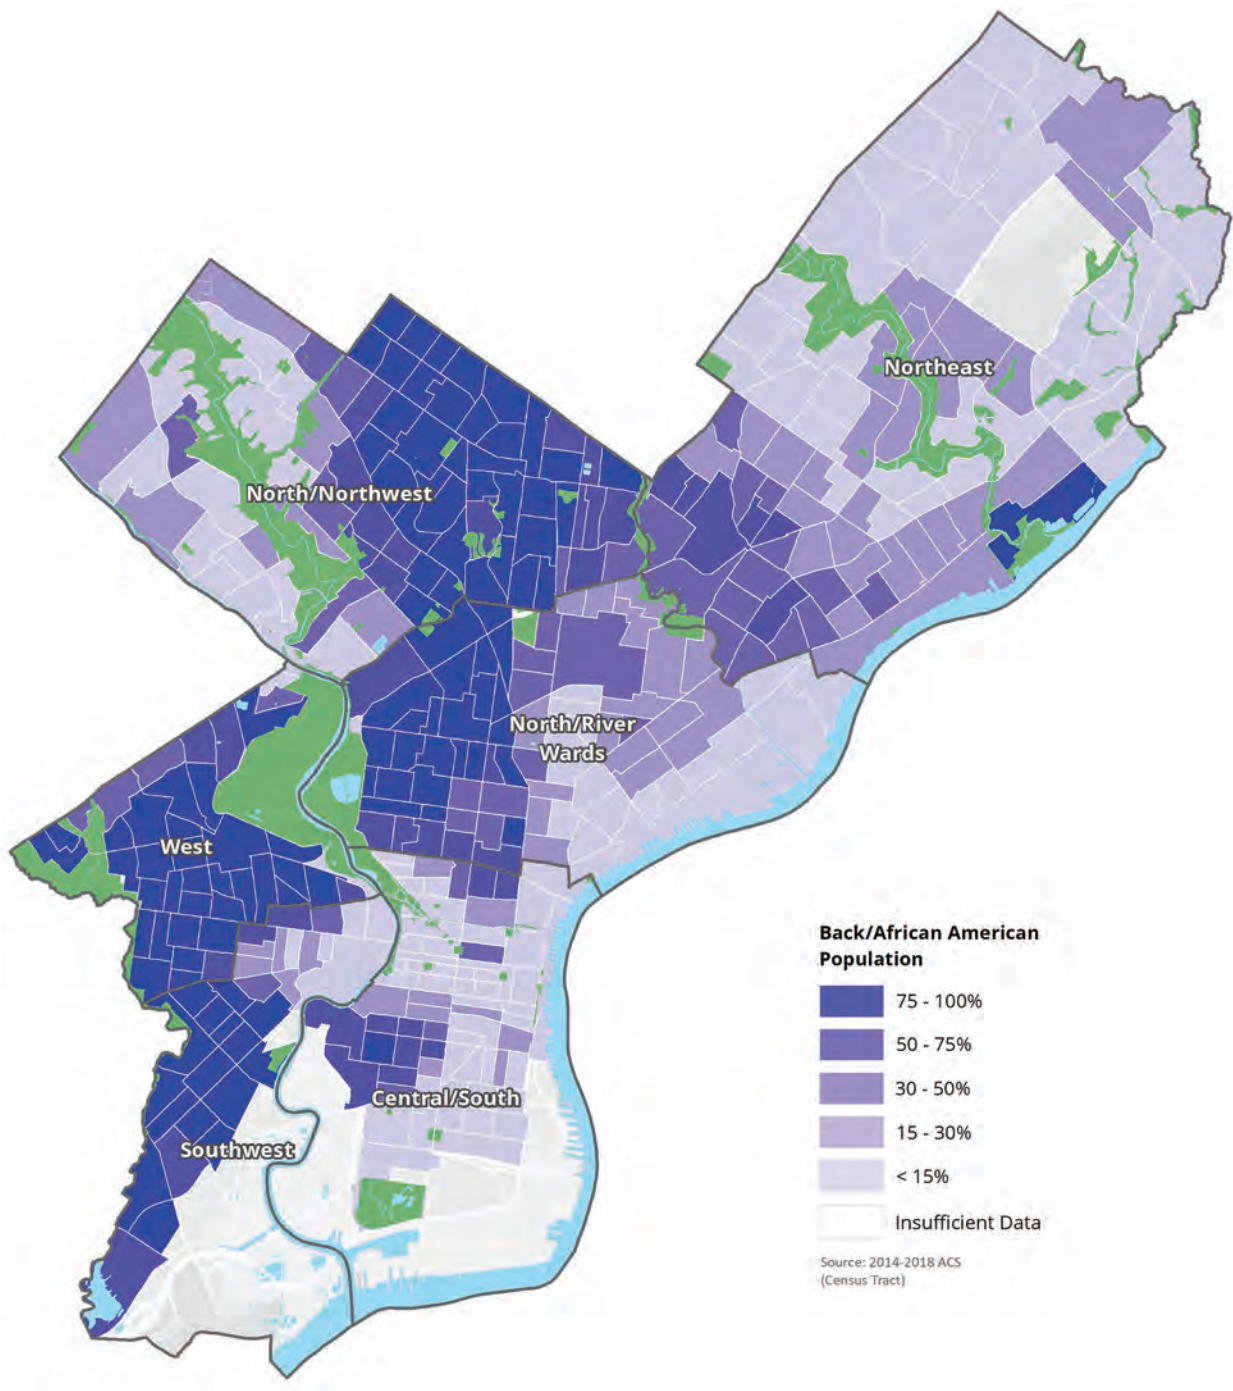 Northeast
North/Northwest
North/River
Wards
West
Central/South
Southwest
Back/African American
Population
75 - 100%
50 - 75%
30 - 50%
15 - 30%
< 15%
Insufficient Data
Source: 2014-2018 ACS
(Census Tract)